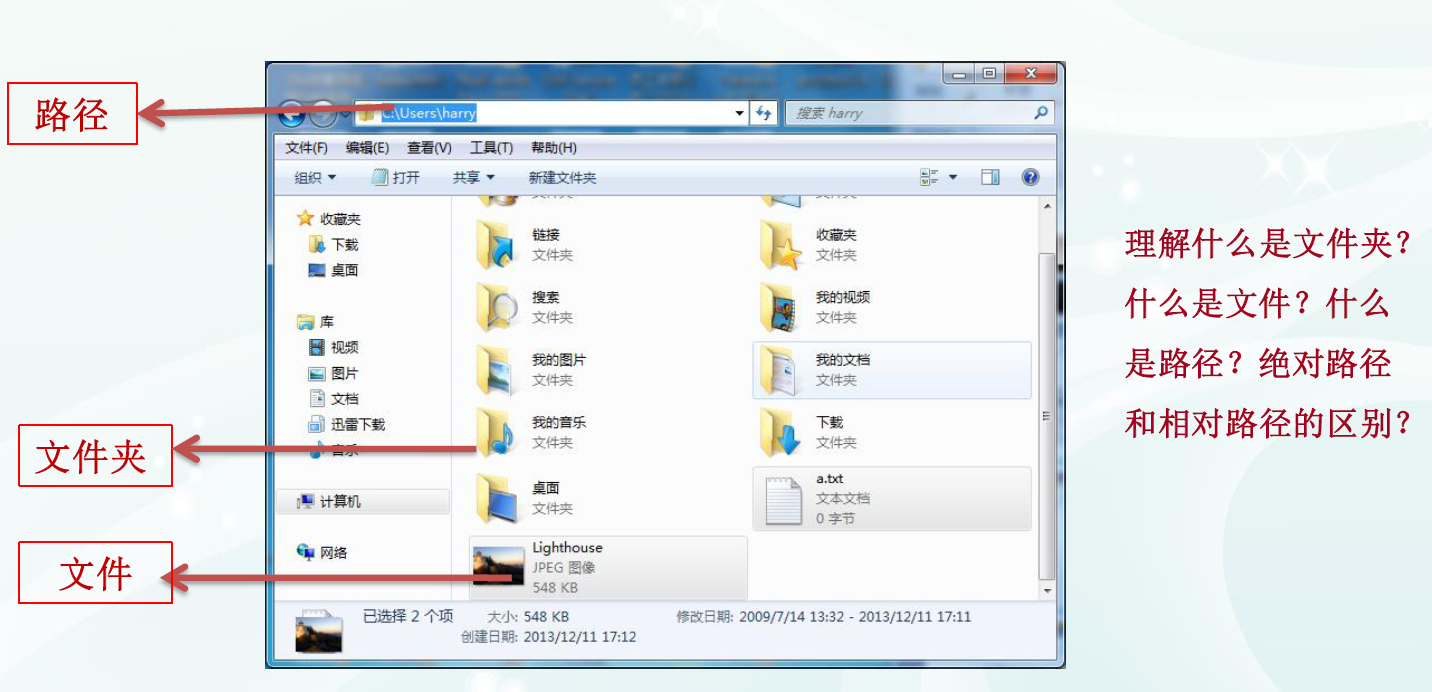 路径
C:\Users\harry
搜索 harry
文件(F) 编辑(E) 查看(V) 工具(T) 帮助(H)
组织 打开 共享 新建文件夹
收藏夹
下载
桌面
库
视频
图片
文档
迅雷下载
音乐
计算机
网络
文件夹
文件夹
链接
文件夹
收藏夹
文件夹
搜索
文件夹
我的视频
文件夹
我的图片
文件夹
我的文档
文件夹
我的音乐
文件夹
下载
文件夹
桌面
文件夹
a.txt
文本文档
0 字节
Lighthouse
JPEG 图像
548 KB
已选择 2 个项 大小: 548 KB 修改日期: 2009/7/14 13:32 - 2013/12/11 17:11
创建日期: 2013/12/11 17:12
文件夹
文件
理解什么是文件夹?
什么是文件?什么
是路径?绝对路径
和相对路径的区别?